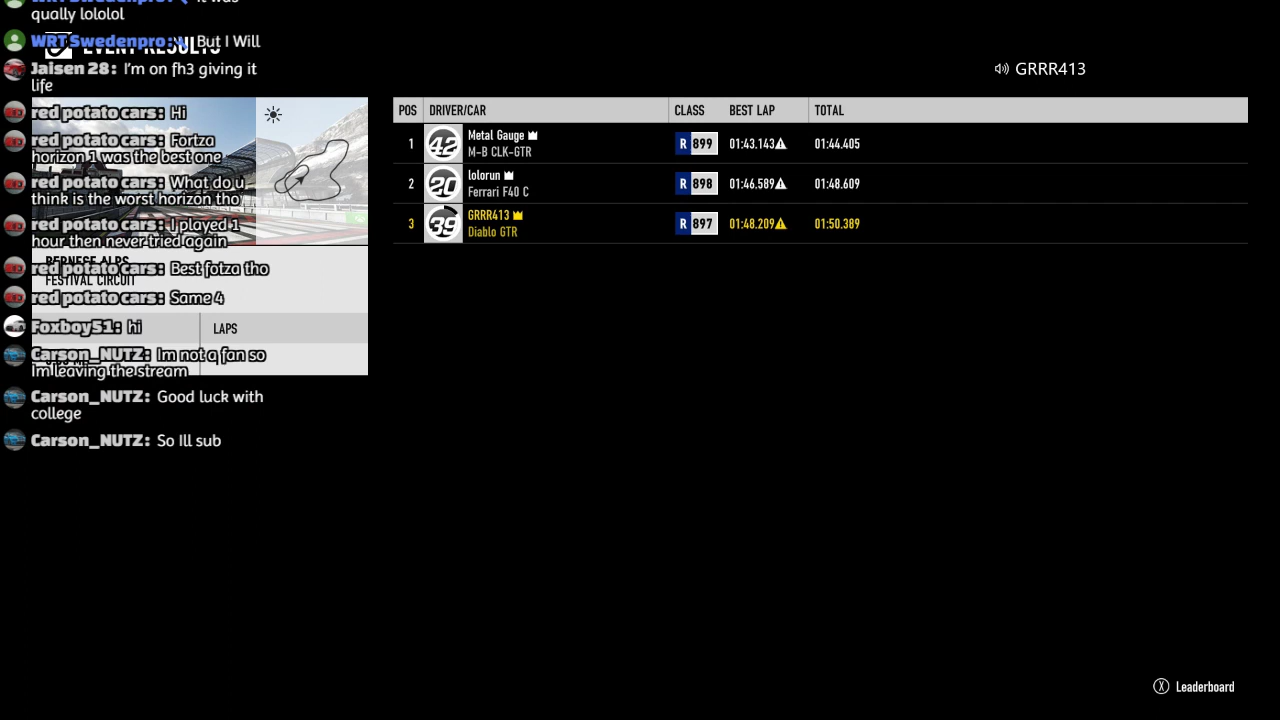 qually lololol
WRT Swedenpro: But I Will
EVENT RESULTS
Jaisen 28: I'm on fh3 giving it
life
red potato cars: Hi
red potato cars: Fortza
horizon 1 was the best one
red potato cars: What do u
think is the worst horizon tho
red potato cars: I played 1
hour then never tried again
BERNESE ALPS
red potato cars: Best fotza tho
FESTIVAL CIRCUIT
red potato cars: Same 4
Foxboy51: hi
LAPS
Carson_NUTZ: Im not a fan so
im leaving the stream
Carson_NUTZ: Good luck with
college
Carson_NUTZ: So Ill sub
GRRR413
POS DRIVER/CAR CLASS BEST LAP TOTAL
1 42 Metal Gauge R 899 01:43.143 01:44.405
M-B CLK-GTR
2 20 lolorun R 898 01:46.589 01:48.609
Ferrari F40 C
3 39 GRRR413 R 897 01:48.209 01:50.389
Diablo GTR
X Leaderboard